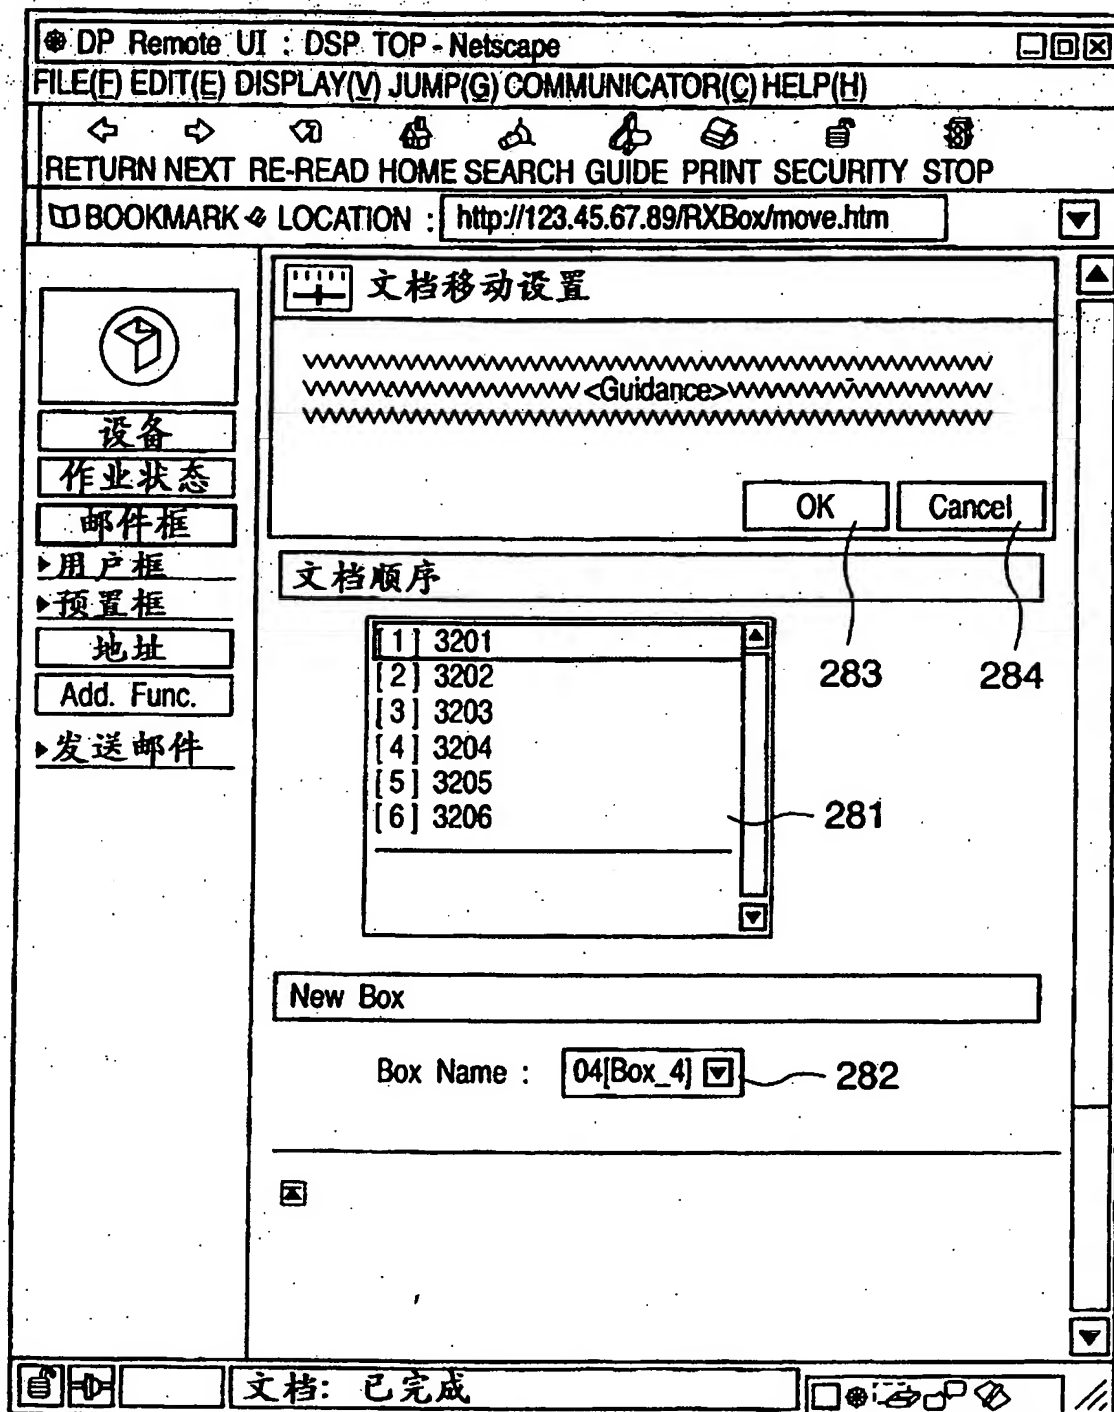 DP Remote UI : DSP TOP - Netscape
FILE(F) EDIT(E) DISPLAY(V) JUMP(G) COMMUNICATOR(C) HELP(H)
RETURN NEXT RE-READ HOME SEARCH GUIDE PRINT SECURITY STOP
BOOKMARK LOCATION : http://123.45.67.89/RXBox/move.htm
文档移动设置
<Guidance>
OK Cancel
设备
作业状态
邮件框
用户框
预置框
地址
Add. Func.
发送邮件
文档顺序
[1] 3201
[2] 3202
[3] 3203
[4] 3204
[5] 3205
[6] 3206
283
284
281
New Box
Box Name : 04[Box_4]
282
文档: 已完成